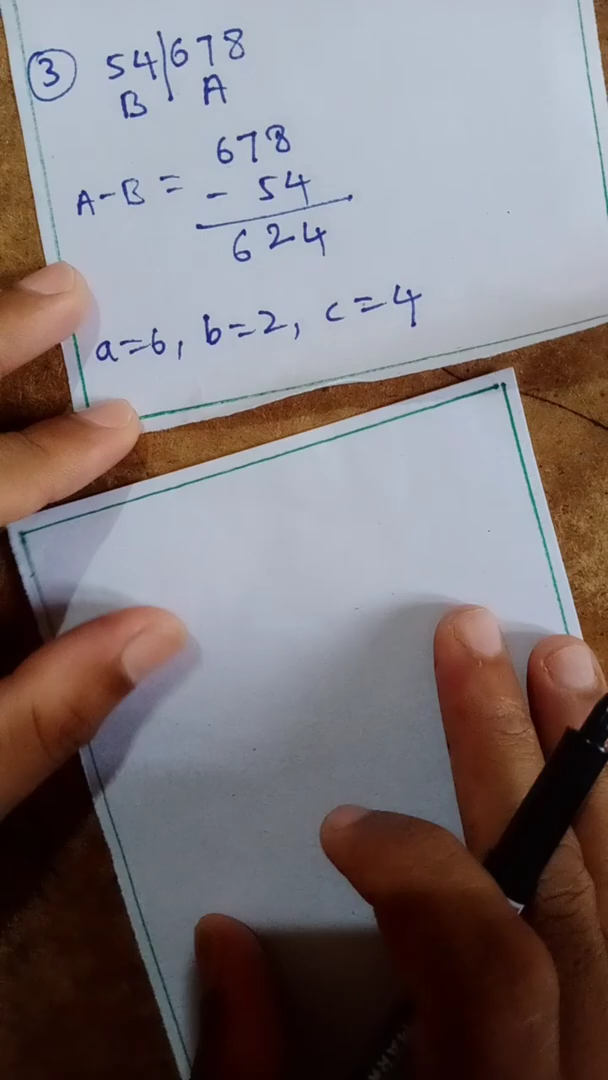 ③ 54|678
B A
678
A-B = - 54
624
a=6, b=2, c=4